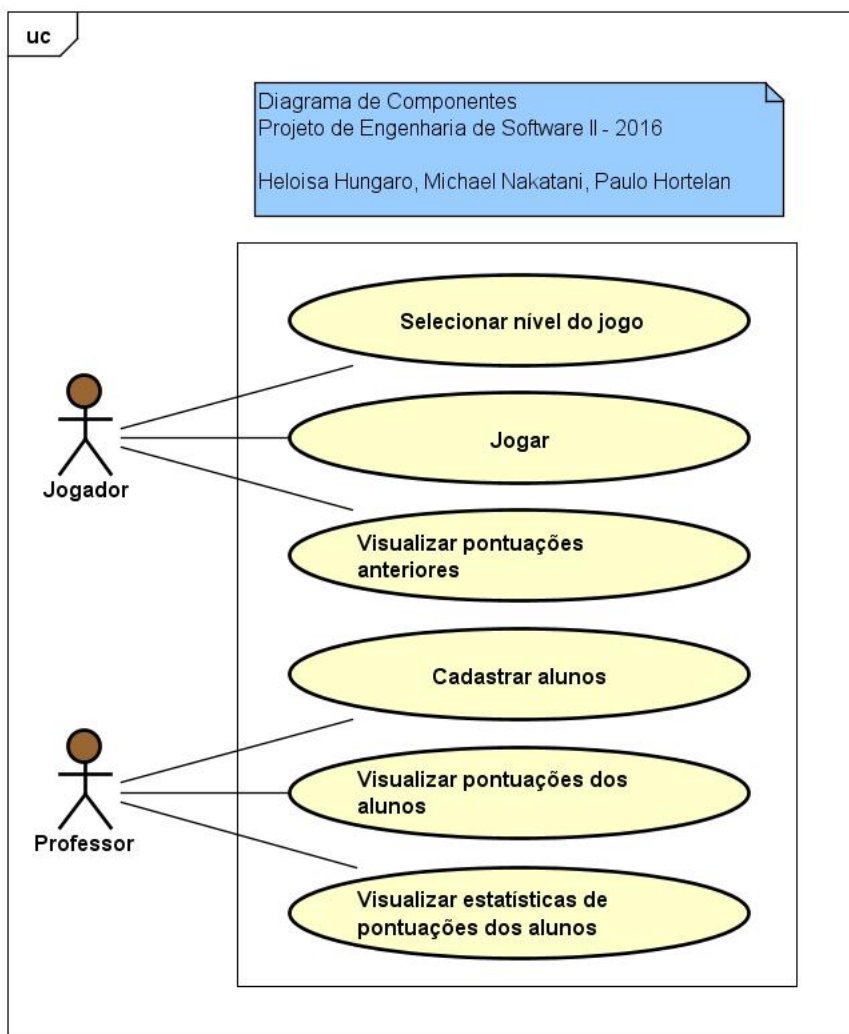 uc
Diagrama de Componentes
Projeto de Engenharia de Software II - 2016
Heloisa Hungaro, Michael Nakatani, Paulo Hortelan
Selecionar nível do jogo
Jogar
Jogador
Visualizar pontuações
anteriores
Cadastrar alunos
Visualizar pontuações dos
alunos
Professor
Visualizar estatísticas de
pontuações dos alunos